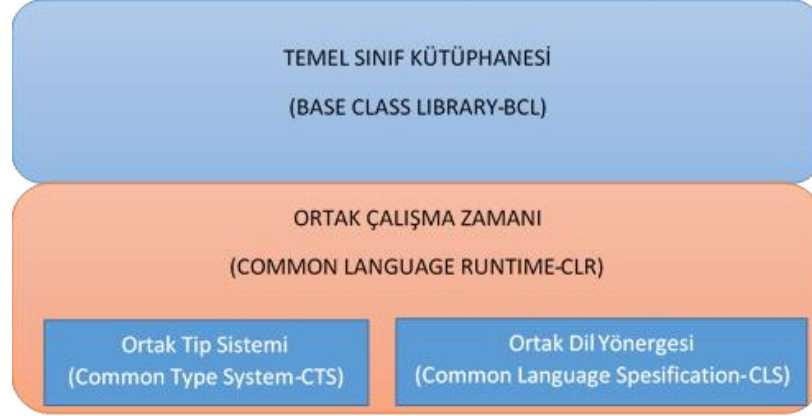 TEMEL SINIF KÜTÜPHANESİ
(BASE CLASS LIBRARY-BCL)
ORTAK ÇALIŞMA ZAMANI
(COMMON LANGUAGE RUNTIME-CLR)
Ortak Tip Sistemi
(Common Type System-CTS)
Ortak Dil Yönergesi
(Common Language Spesification-CLS)